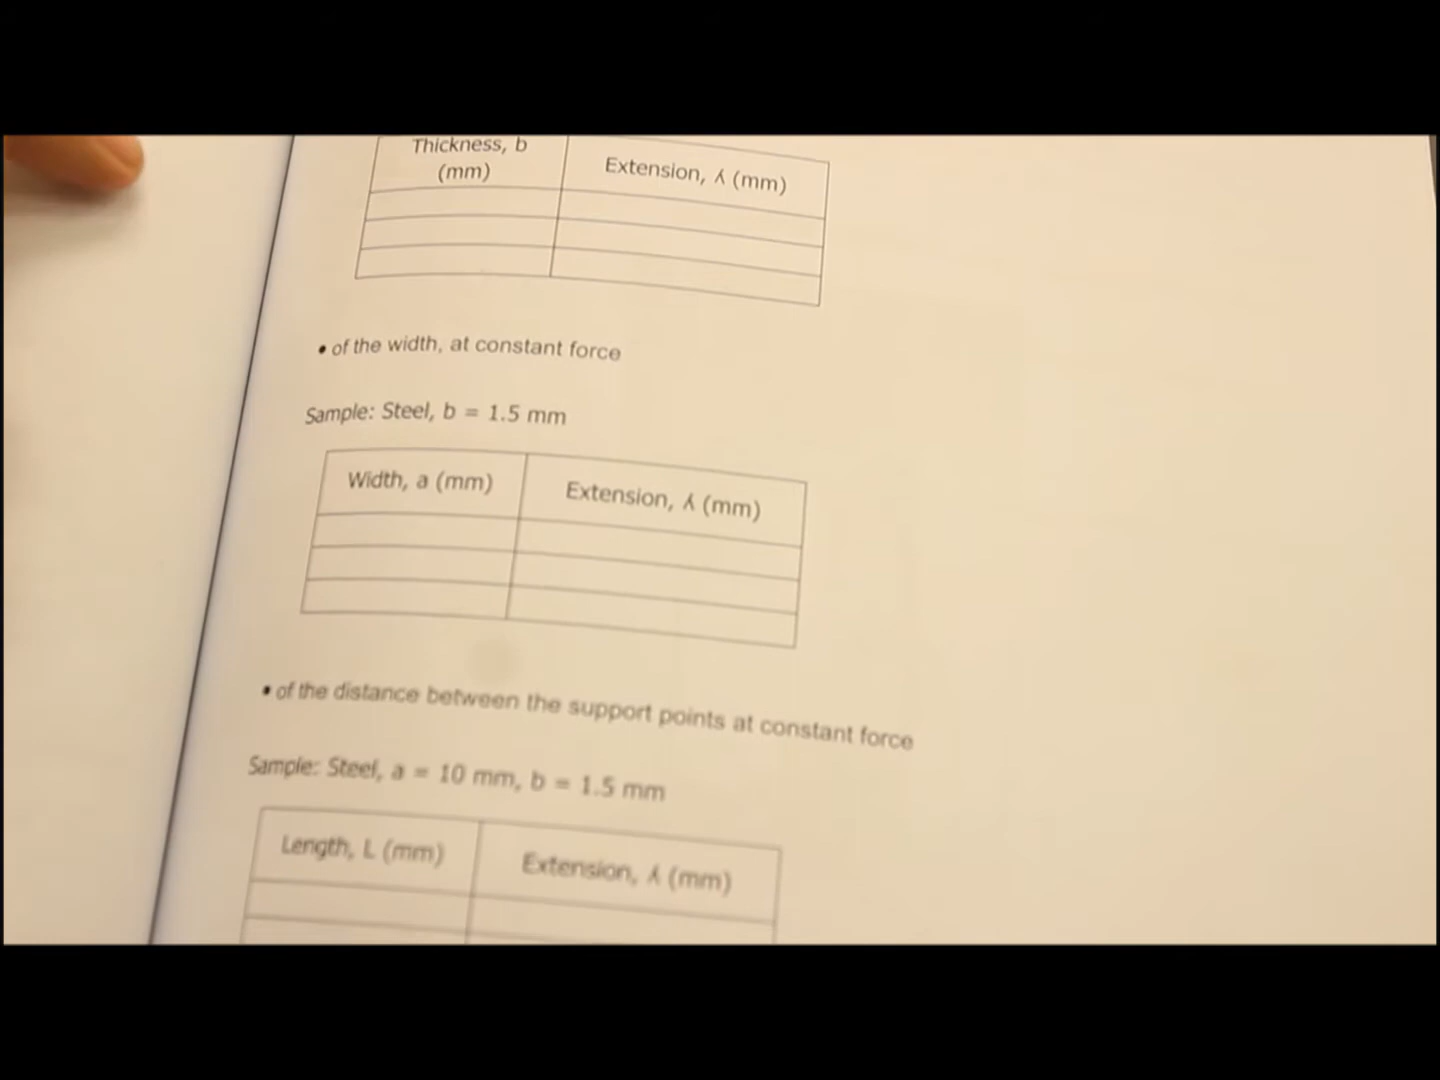 Thickness, b
(mm)
Extension, ʎ (mm)
• of the width, at constant force
Sample: Steel, b = 1.5 mm
Width, a (mm)
Extension, ʎ (mm)
• of the distance between the support points at constant force
Sample: Steel, a = 10 mm, b = 1.5 mm
Length, L (mm)
Extension, ʎ (mm)